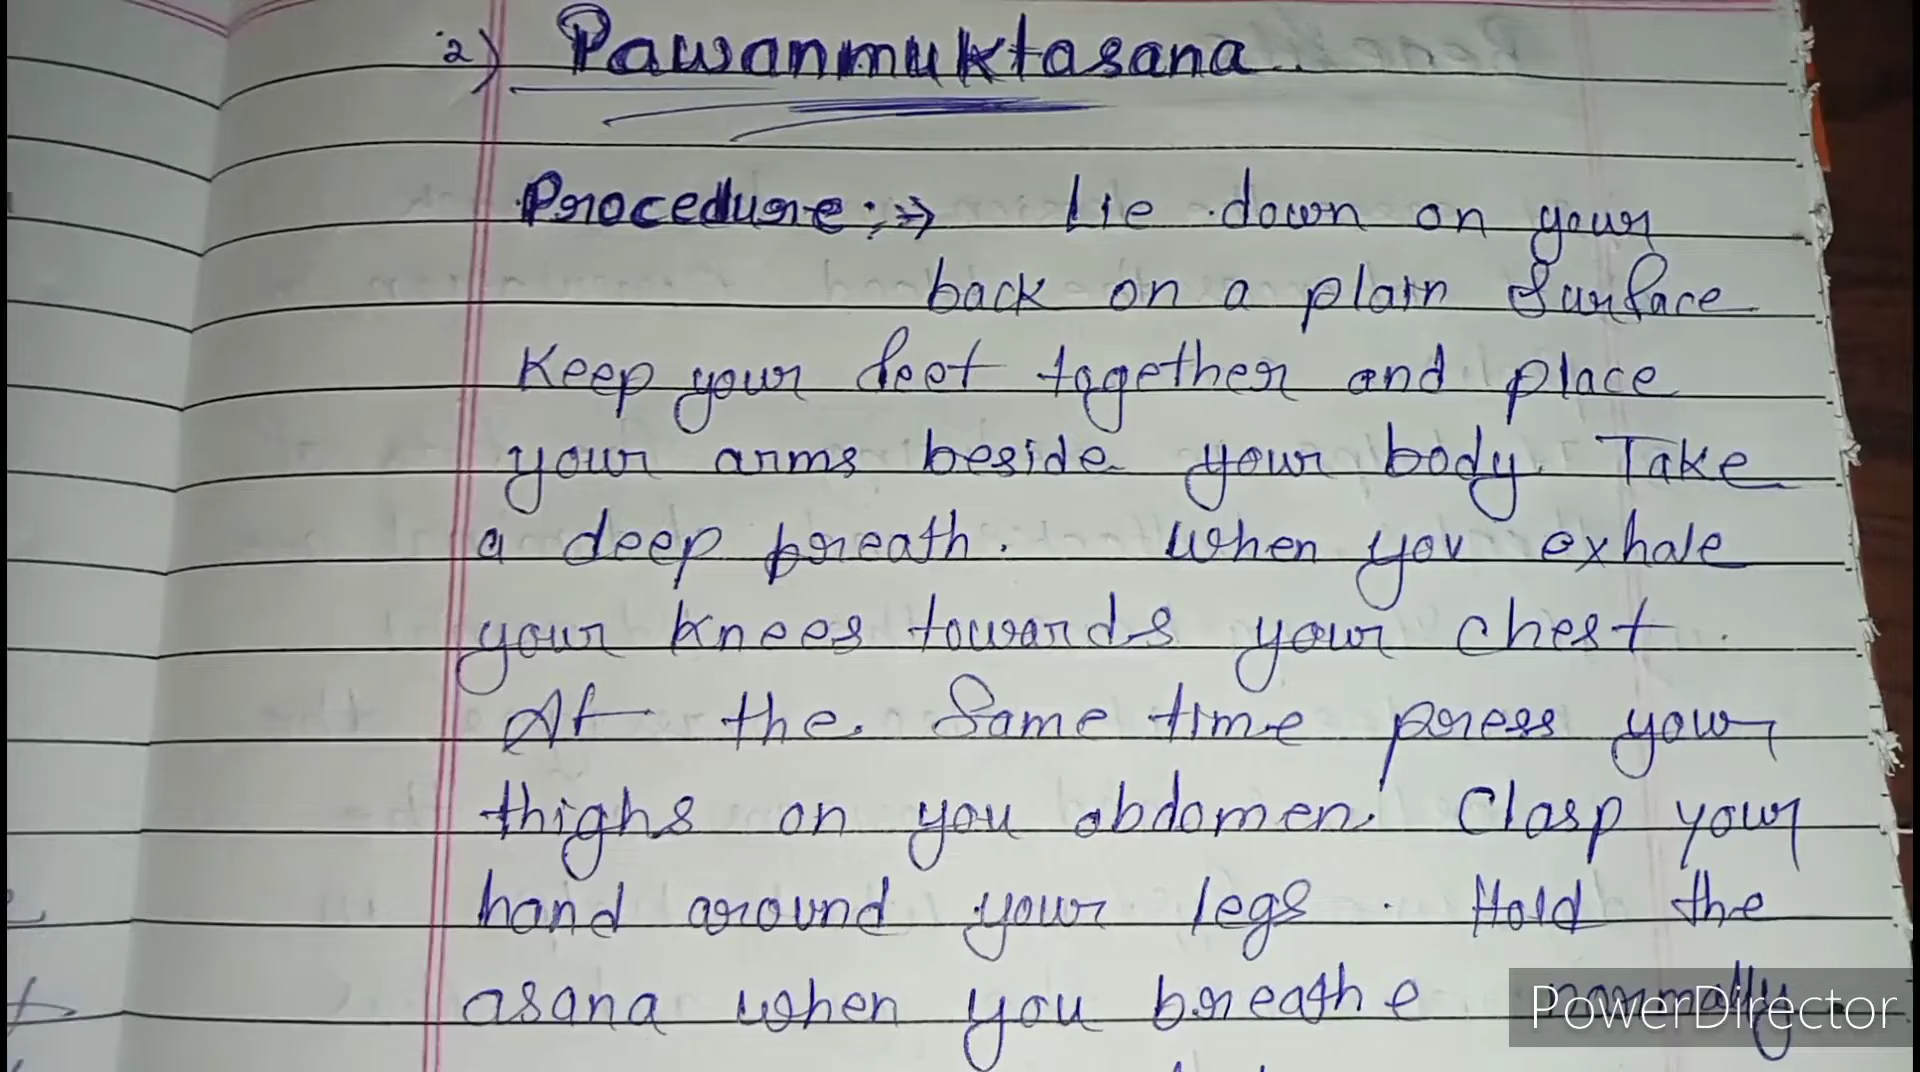 2) Pawanmuktasana.
Procedure :→ Lie down on your
back on a plain Surface
Keep your feet together and place
your arms beside your body. Take
a deep breath. When you exhale
your knees towards your chest.
At the same time press your
thighs on you abdomen. Clasp your
hand around your legs. Hold the
asana when you breathe normally.
PowerDirector